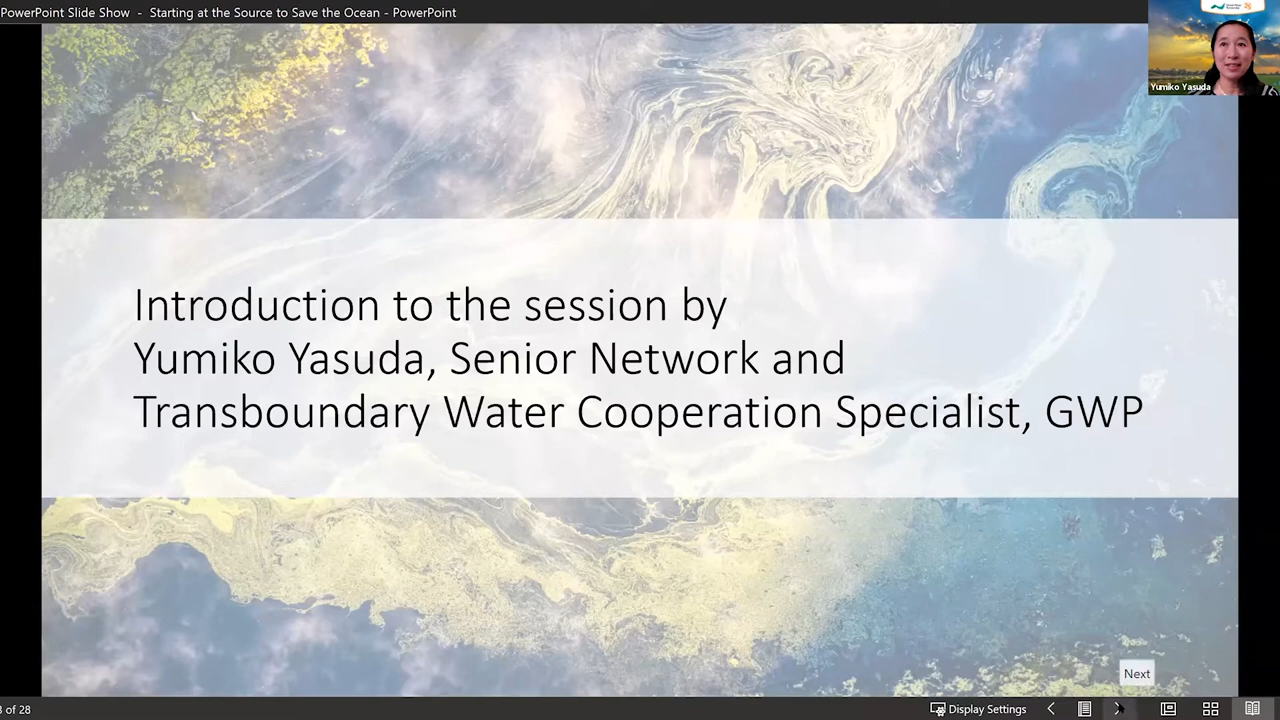 PowerPoint Slide Show - Starting at the Source to Save the Ocean - PowerPoint
Yumiko Yasuda
Introduction to the session by
Yumiko Yasuda, Senior Network and
Transboundary Water Cooperation Specialist, GWP
Next
of 28
Display Settings